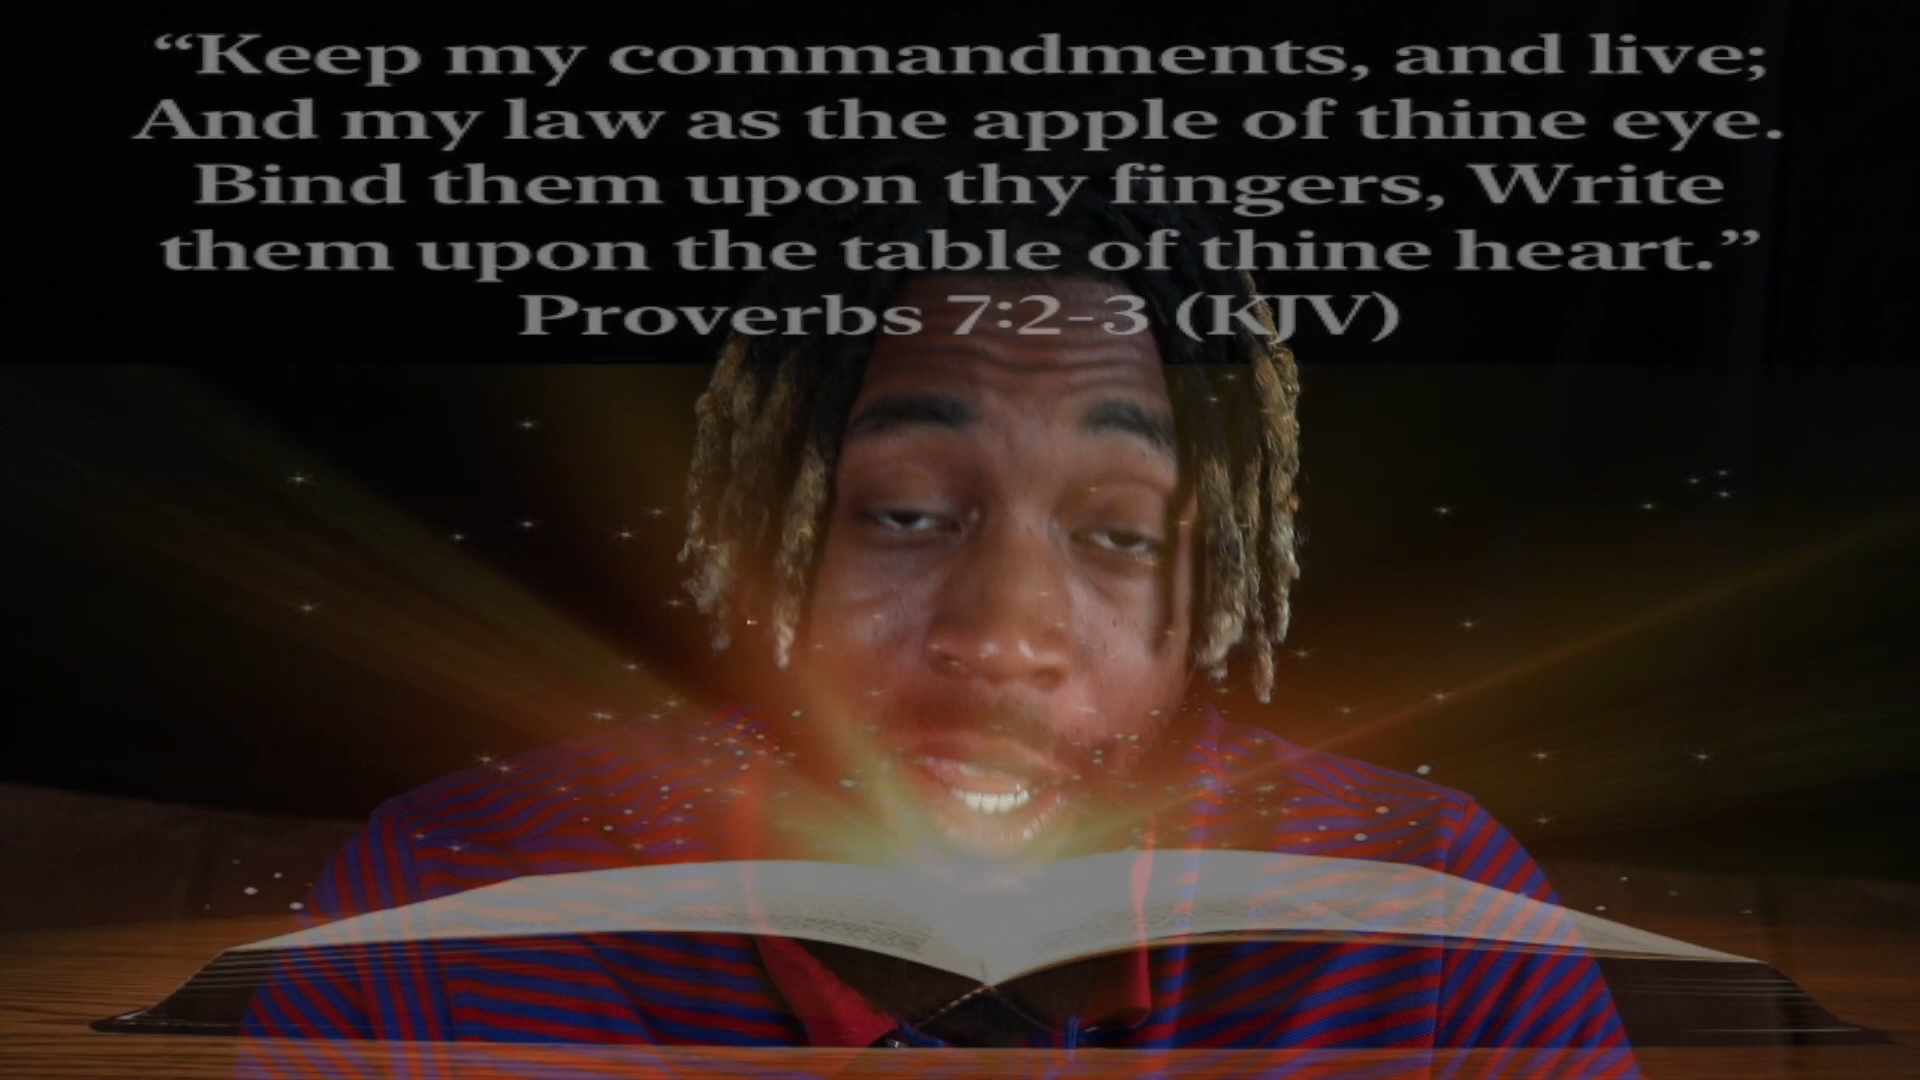 “Keep my commandments, and live;
And my law as the apple of thine eye.
Bind them upon thy fingers, Write
them upon the table of thine heart.”
Proverbs 7:2-3 (KJV)